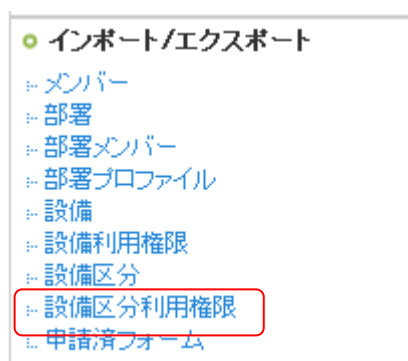 インポート/エクスポート
メンバー
部署
部署メンバー
部署プロファイル
設備
設備利用権限
設備区分
設備区分利用権限
申請済フォーム